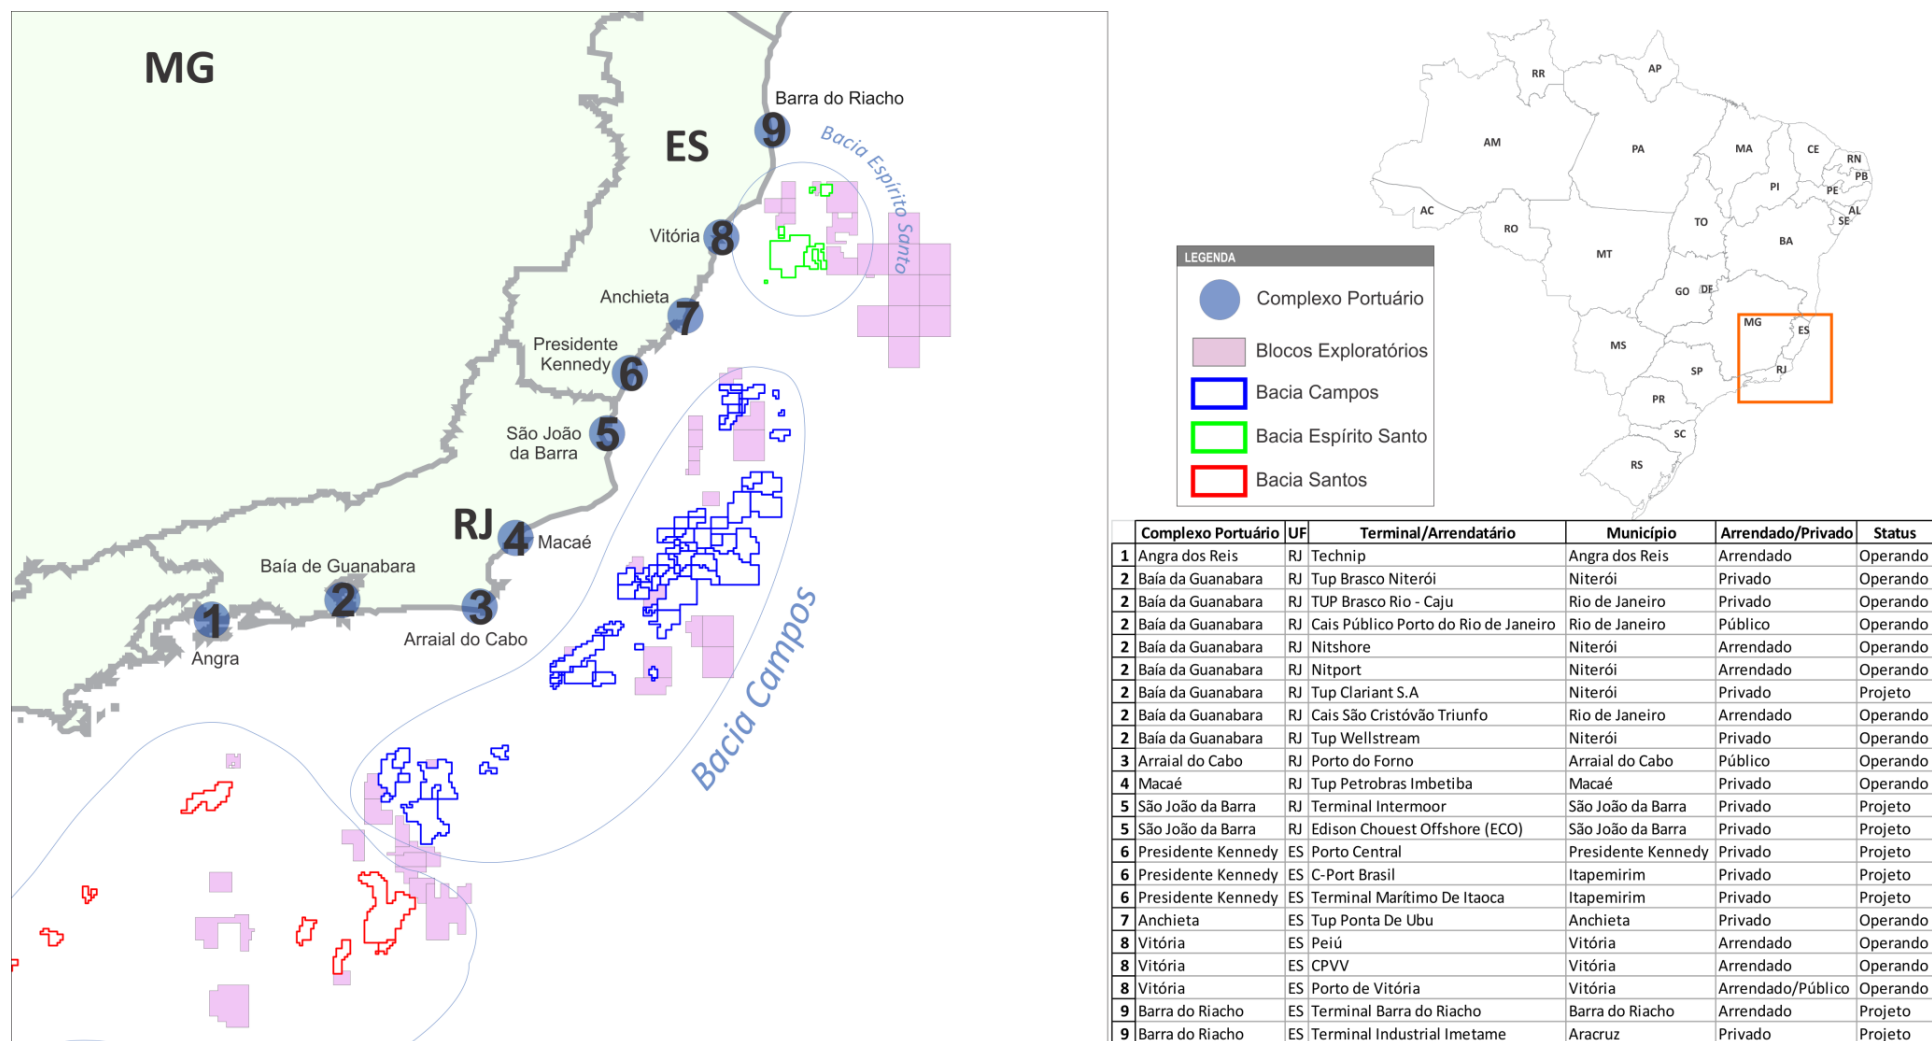 MG
ES
RJ
Barra do Riacho
9
Bacia Espírito Santo
Vitória
8
Anchieta
7
Presidente
Kennedy
6
São João
da Barra
5
Macaé
4
Baía de Guanabara
2
3
Arraial do Cabo
1
Angra
Bacia Campos
RR
AP
AM
PA
MA
CE
RN
PB
PI
PE
AL
SE
AC
RO
TO
BA
MT
GO
DF
MG
ES
MS
SP
RJ
PR
SC
RS
LEGENDA
Complexo Portuário
Blocos Exploratórios
Bacia Campos
Bacia Espírito Santo
Bacia Santos
Complexo Portuário UF Terminal/Arrendatário Município Arrendado/Privado Status
1 Angra dos Reis RJ Technip Angra dos Reis Arrendado Operando
2 Baía da Guanabara RJ Tup Brasco Niterói Niterói Privado Operando
2 Baía da Guanabara RJ TUP Brasco Rio - Caju Rio de Janeiro Privado Operando
2 Baía da Guanabara RJ Cais Público Porto do Rio de Janeiro Rio de Janeiro Público Operando
2 Baía da Guanabara RJ Nitshore Niterói Arrendado Operando
2 Baía da Guanabara RJ Nitport Niterói Arrendado Operando
2 Baía da Guanabara RJ Tup Clariant S.A Niterói Privado Projeto
2 Baía da Guanabara RJ Cais São Cristóvão Triunfo Rio de Janeiro Arrendado Operando
2 Baía da Guanabara RJ Tup Wellstream Niterói Privado Operando
3 Arraial do Cabo RJ Porto do Forno Arraial do Cabo Público Operando
4 Macaé RJ Tup Petrobras Imbetiba Macaé Privado Operando
5 São João da Barra RJ Terminal Intermoor São João da Barra Privado Projeto
5 São João da Barra RJ Edison Chouest Offshore (ECO) São João da Barra Privado Projeto
6 Presidente Kennedy ES Porto Central Presidente Kennedy Privado Projeto
6 Presidente Kennedy ES C-Port Brasil Itapemirim Privado Projeto
6 Presidente Kennedy ES Terminal Marítimo De Itaoca Itapemirim Privado Projeto
7 Anchieta ES Tup Ponta De Ubu Anchieta Privado Operando
8 Vitória ES Peiú Vitória Arrendado Operando
8 Vitória ES CPVV Vitória Arrendado Operando
8 Vitória ES Porto de Vitória Vitória Arrendado/Público Operando
9 Barra do Riacho ES Terminal Barra do Riacho Barra do Riacho Arrendado Projeto
9 Barra do Riacho ES Terminal Industrial Imetame Aracruz Privado Projeto